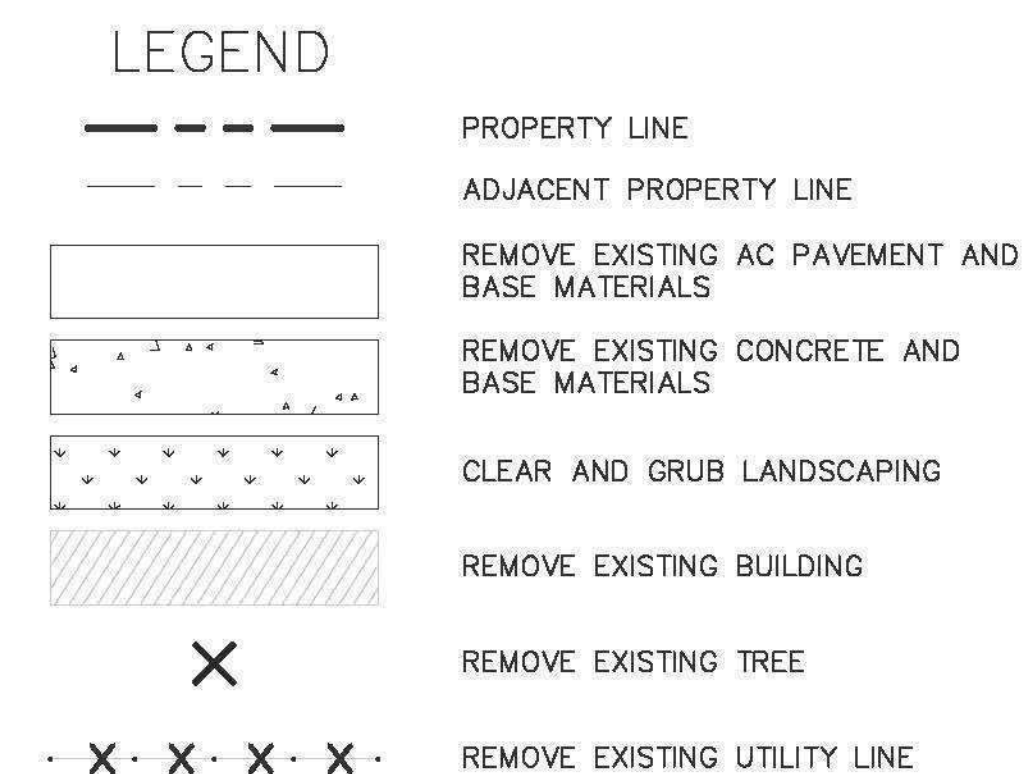 LEGEND
PROPERTY LINE
ADJACENT PROPERTY LINE
REMOVE EXISTING AC PAVEMENT AND
BASE MATERIALS
REMOVE EXISTING CONCRETE AND
BASE MATERIALS
CLEAR AND GRUB LANDSCAPING
REMOVE EXISTING BUILDING
REMOVE EXISTING TREE
REMOVE EXISTING UTILITY LINE